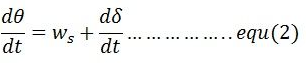 dθ/dt = w_s + dδ/dt ................. equ(2)